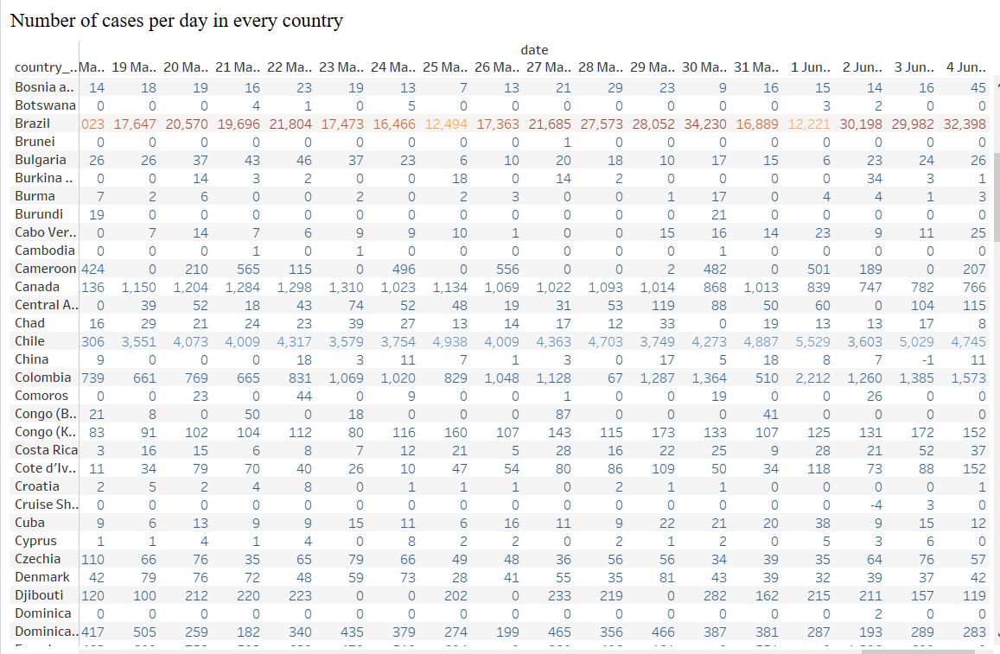 Number of cases per day in every country
date
country_.. Ma.. 19 Ma.. 20 Ma.. 21 Ma.. 22 Ma.. 23 Ma.. 24 Ma.. 25 Ma.. 26 Ma.. 27 Ma.. 28 Ma.. 29 Ma.. 30 Ma.. 31 Ma.. 1 Jun.. 2 Jun.. 3 Jun.. 4 Jun..
Bosnia a.. 14 18 19 16 23 19 13 7 13 21 29 23 9 16 15 14 16 45
Botswana 0 0 0 4 1 0 5 0 0 0 0 0 0 0 3 2 0 0
Brazil 023 17,647 20,570 19,696 21,804 17,473 16,466 12,494 17,363 21,685 27,573 28,052 34,230 16,889 12,221 30,198 29,982 32,398
Brunei 0 0 0 0 0 0 0 0 0 1 0 0 0 0 0 0 0 0
Bulgaria 26 26 37 43 46 37 23 6 10 20 18 10 17 15 6 23 24 26
Burkina .. 0 0 14 3 2 0 0 18 0 14 2 0 0 0 0 34 3 1
Burma 7 2 6 0 0 2 0 2 3 0 0 1 17 0 4 4 1 3
Burundi 19 0 0 0 0 0 0 0 0 0 0 0 21 0 0 0 0 0
Cabo Ver.. 0 7 14 7 6 9 9 10 1 0 0 15 16 14 23 9 11 25
Cambodia 0 0 0 1 0 1 0 0 0 0 0 0 1 0 0 0 0 0
Cameroon 424 0 210 565 115 0 496 0 556 0 0 2 482 0 501 189 0 207
Canada 136 1,150 1,204 1,284 1,298 1,310 1,023 1,134 1,069 1,022 1,093 1,014 868 1,013 839 747 782 766
Central A.. 0 39 52 18 43 74 52 48 19 31 53 119 88 50 60 0 104 115
Chad 16 29 21 24 23 39 27 13 14 17 12 33 0 19 13 13 17 8
Chile 306 3,551 4,073 4,009 4,317 3,579 3,754 4,938 4,009 4,363 4,703 3,749 4,273 4,887 5,529 3,603 5,029 4,745
China 9 0 0 0 18 3 11 7 1 3 0 17 5 18 8 7 -1 11
Colombia 739 661 769 665 831 1,069 1,020 829 1,048 1,128 67 1,287 1,364 510 2,212 1,260 1,385 1,573
Comoros 0 0 23 0 44 0 9 0 0 1 0 0 19 0 0 26 0 0
Congo (B.. 21 8 0 50 0 18 0 0 0 87 0 0 0 41 0 0 0 0
Congo (K.. 83 91 102 104 112 80 116 160 107 143 115 173 133 107 125 131 172 152
Costa Rica 3 16 15 6 8 7 12 21 5 28 16 22 25 9 28 21 52 37
Cote d'Iv.. 11 34 79 70 40 26 10 47 54 80 86 109 50 34 118 73 88 152
Croatia 2 5 2 4 8 0 1 1 1 0 2 1 1 0 0 0 0 1
Cruise Sh.. 0 0 0 0 0 0 0 0 0 0 0 0 0 0 0 -4 3 0
Cuba 9 6 13 9 9 15 11 6 16 11 9 22 21 20 38 9 15 12
Cyprus 1 1 4 1 4 0 8 2 2 0 2 1 2 0 5 3 6 0
Czechia 110 66 76 35 65 79 66 49 48 36 56 56 34 39 35 64 76 57
Denmark 42 79 76 72 48 59 73 28 41 55 35 81 43 39 32 39 37 42
Djibouti 120 100 212 220 223 0 0 202 0 233 219 0 282 162 215 211 157 119
Dominica 0 0 0 0 0 0 0 0 0 0 0 0 0 0 0 2 0 0
Dominica.. 417 505 259 182 340 435 379 274 199 465 356 466 387 381 287 193 289 283